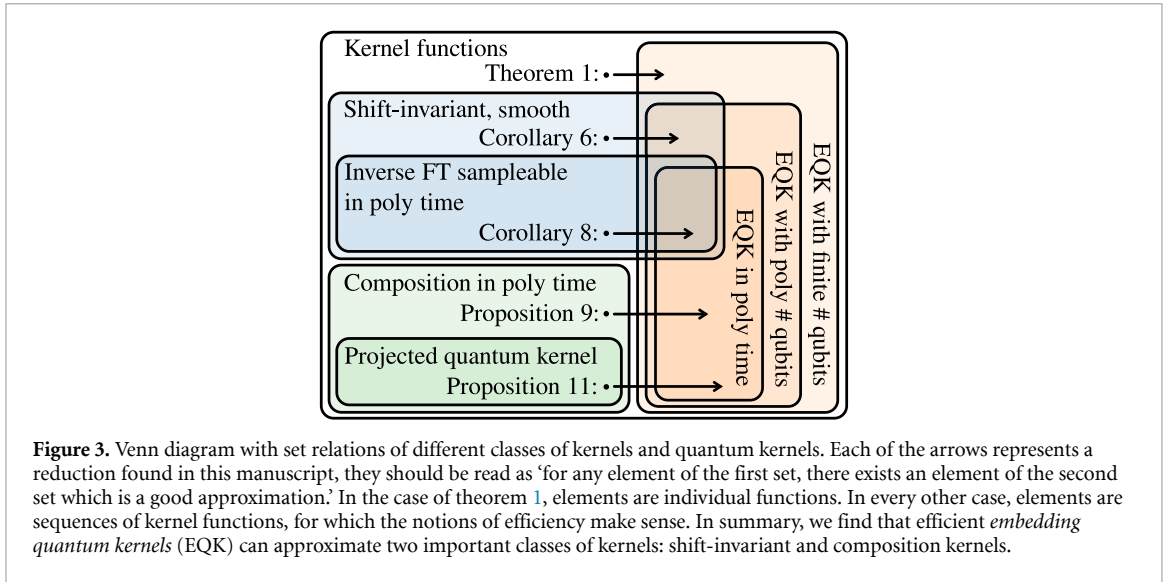 Kernel functions
Theorem 1:
Shift-invariant, smooth
Corollary 6:
Inverse FT sampleable
in poly time
Corollary 8:
Composition in poly time
Proposition 9:
Projected quantum kernel
Proposition 11:
EQK in poly time
EQK with poly # qubits
EQK with finite # qubits
Figure 3. Venn diagram with set relations of different classes of kernels and quantum kernels. Each of the arrows represents a
reduction found in this manuscript, they should be read as ‘for any element of the first set, there exists an element of the second
set which is a good approximation.’ In the case of theorem 1, elements are individual functions. In every other case, elements are
sequences of kernel functions, for which the notions of efficiency make sense. In summary, we find that efficient embedding
quantum kernels (EQK) can approximate two important classes of kernels: shift-invariant and composition kernels.